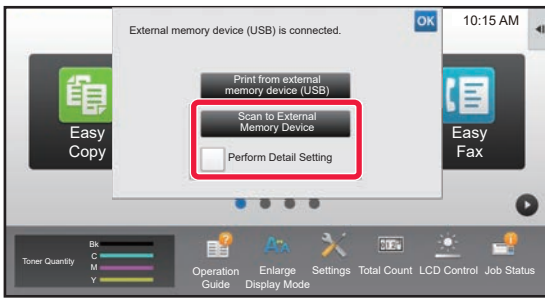 External memory device (USB) is connected.
OK
10:15 AM
Print from external
memory device (USB)
Scan to External
Memory Device
Perform Detail Setting
Easy
Copy
Easy
Fax
Toner Quantity
Bk
C
M
Y
Operation
Guide
Enlarge
Display Mode
Settings
Total Count
LCD Control
Job Status